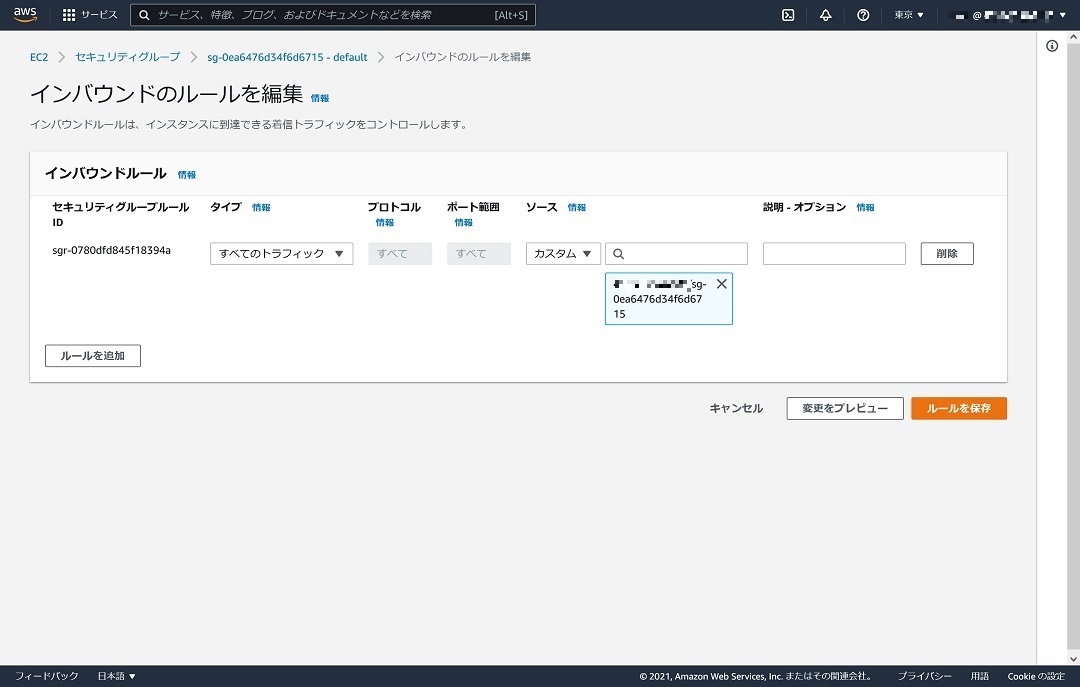 aws サービス サービス、特徴、ブログ、およびドキュメントなどを検索 [Alt+S] 東京 ▼ @ ▼
EC2 > セキュリティグループ > sg-0ea6476d34f6d6715 - default > インバウンドのルールを編集
インバウンドのルールを編集 情報
インバウンドルールは、インスタンスに到達できる着信トラフィックをコントロールします。
インバウンドルール 情報
セキュリティグループルール タイプ 情報 プロトコル ポート範囲 ソース 情報 説明 - オプション 情報
ID 情報 情報
sgr-0780dfd845f18394a すべてのトラフィック ▼ すべて すべて カスタム ▼ 削除
sg-
0ea6476d34f6d67
15
ルールを追加
キャンセル 変更をプレビュー ルールを保存
フィードバック 日本語 ▼ © 2021, Amazon Web Services, Inc. またはその関連会社。 プライバシー 用語 Cookie の設定